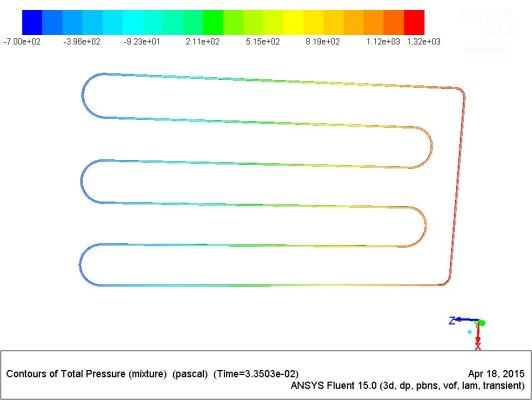 -7.00e+02 -3.96e+02 -9.23e+01 2.11e+02 5.15e+02 8.19e+02 1.12e+03 1.32e+03
Z
X
Contours of Total Pressure (mixture) (pascal) (Time=3.3503e-02)
Apr 18, 2015
ANSYS Fluent 15.0 (3d, dp, pbns, vof, lam, transient)